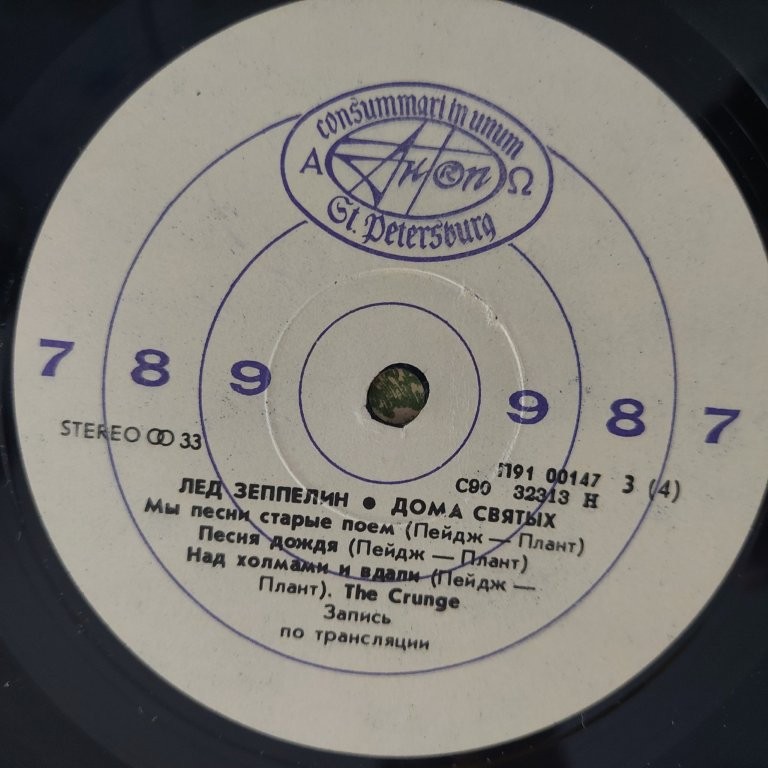 consummari in unum
A АнТроп Ω
St. Petersburg
7 8 9 9 8 7
STEREO 33
П91 00147 3 (4)
С90 32313 Н
ЛЕД ЗЕППЕЛИН ● ДОМА СВЯТЫХ
Мы песни старые поем (Пейдж — Плант)
Песня дождя (Пейдж — Плант)
Над холмами и вдали (Пейдж —
Плант). The Crunge
Запись
по трансляции